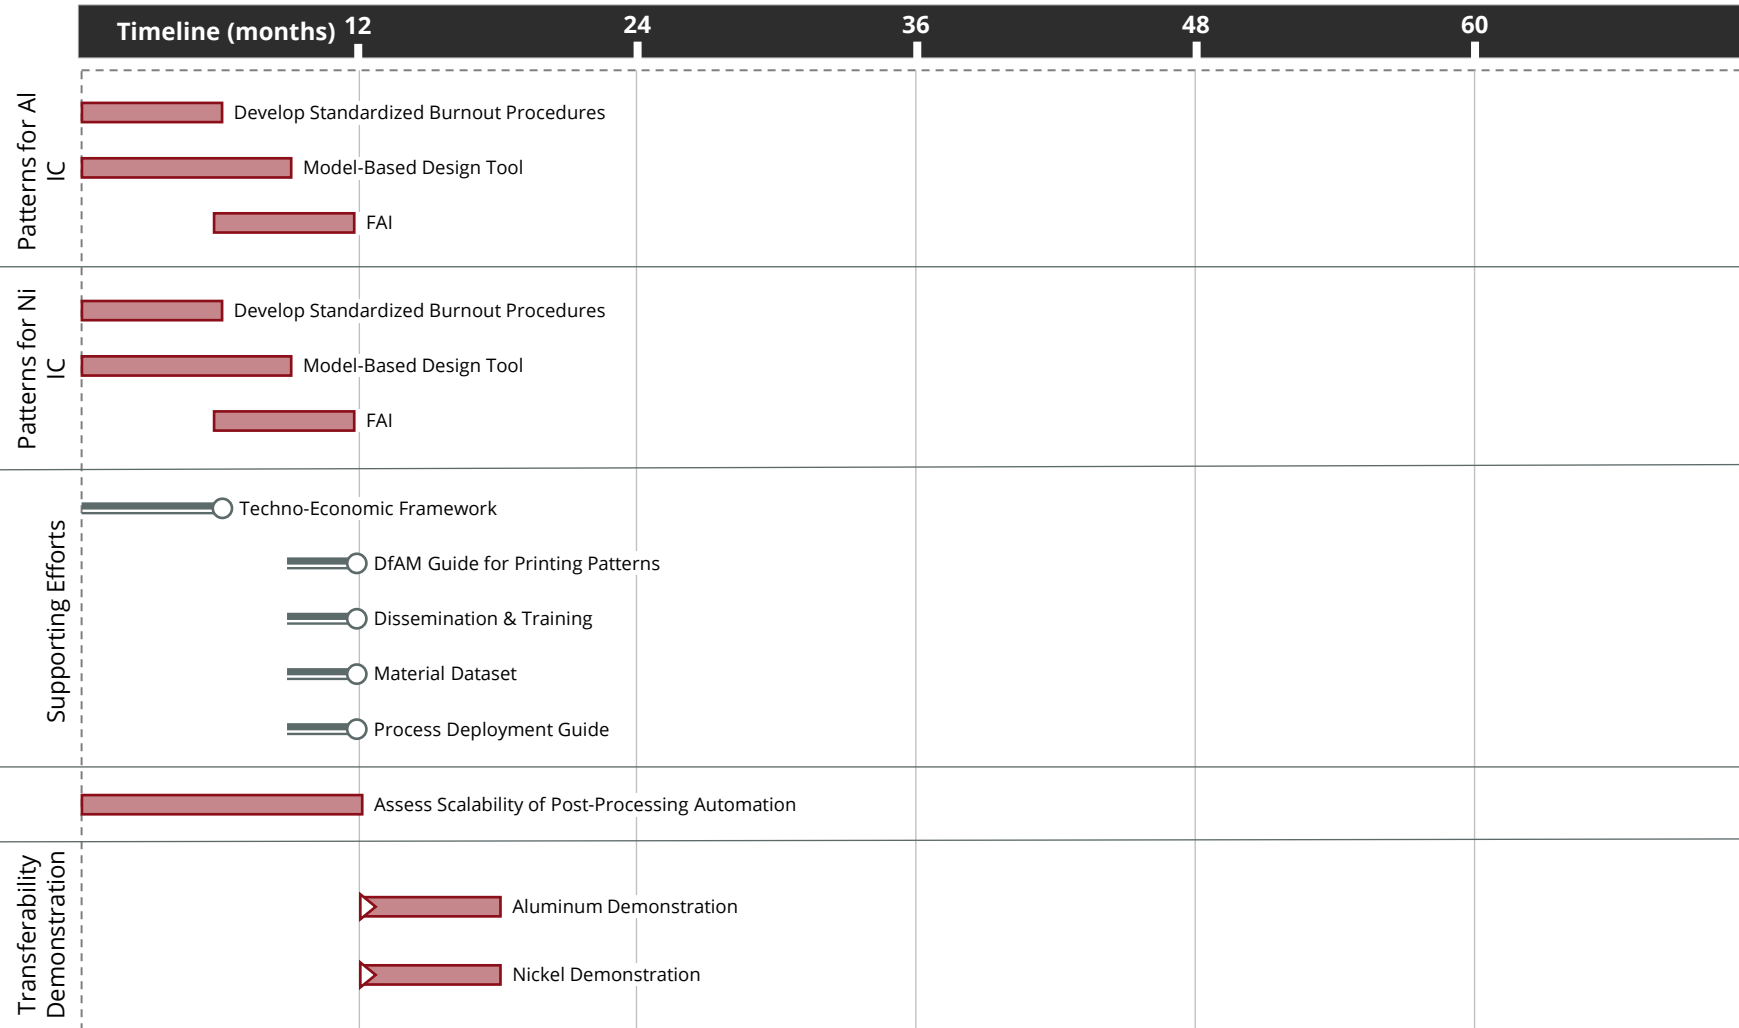 Timeline (months) 12 24 36 48 60
Patterns for Al
IC
Develop Standardized Burnout Procedures
Model-Based Design Tool
FAI
Patterns for Ni
IC
Develop Standardized Burnout Procedures
Model-Based Design Tool
FAI
Supporting Efforts
Techno-Economic Framework
DfAM Guide for Printing Patterns
Dissemination & Training
Material Dataset
Process Deployment Guide
Assess Scalability of Post-Processing Automation
Transferability
Demonstration
Aluminum Demonstration
Nickel Demonstration